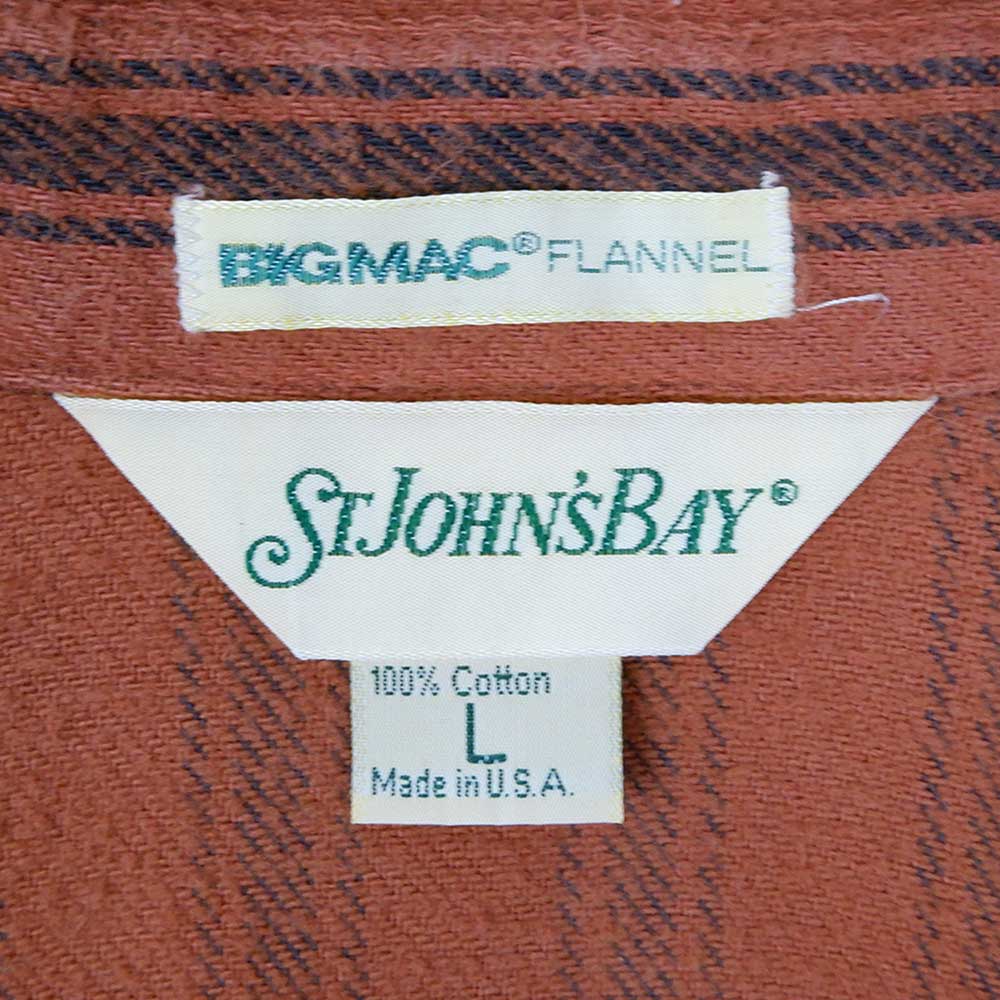 BIG MAC® FLANNEL
ST. JOHN'S BAY®
100% Cotton
L
Made in U.S.A.